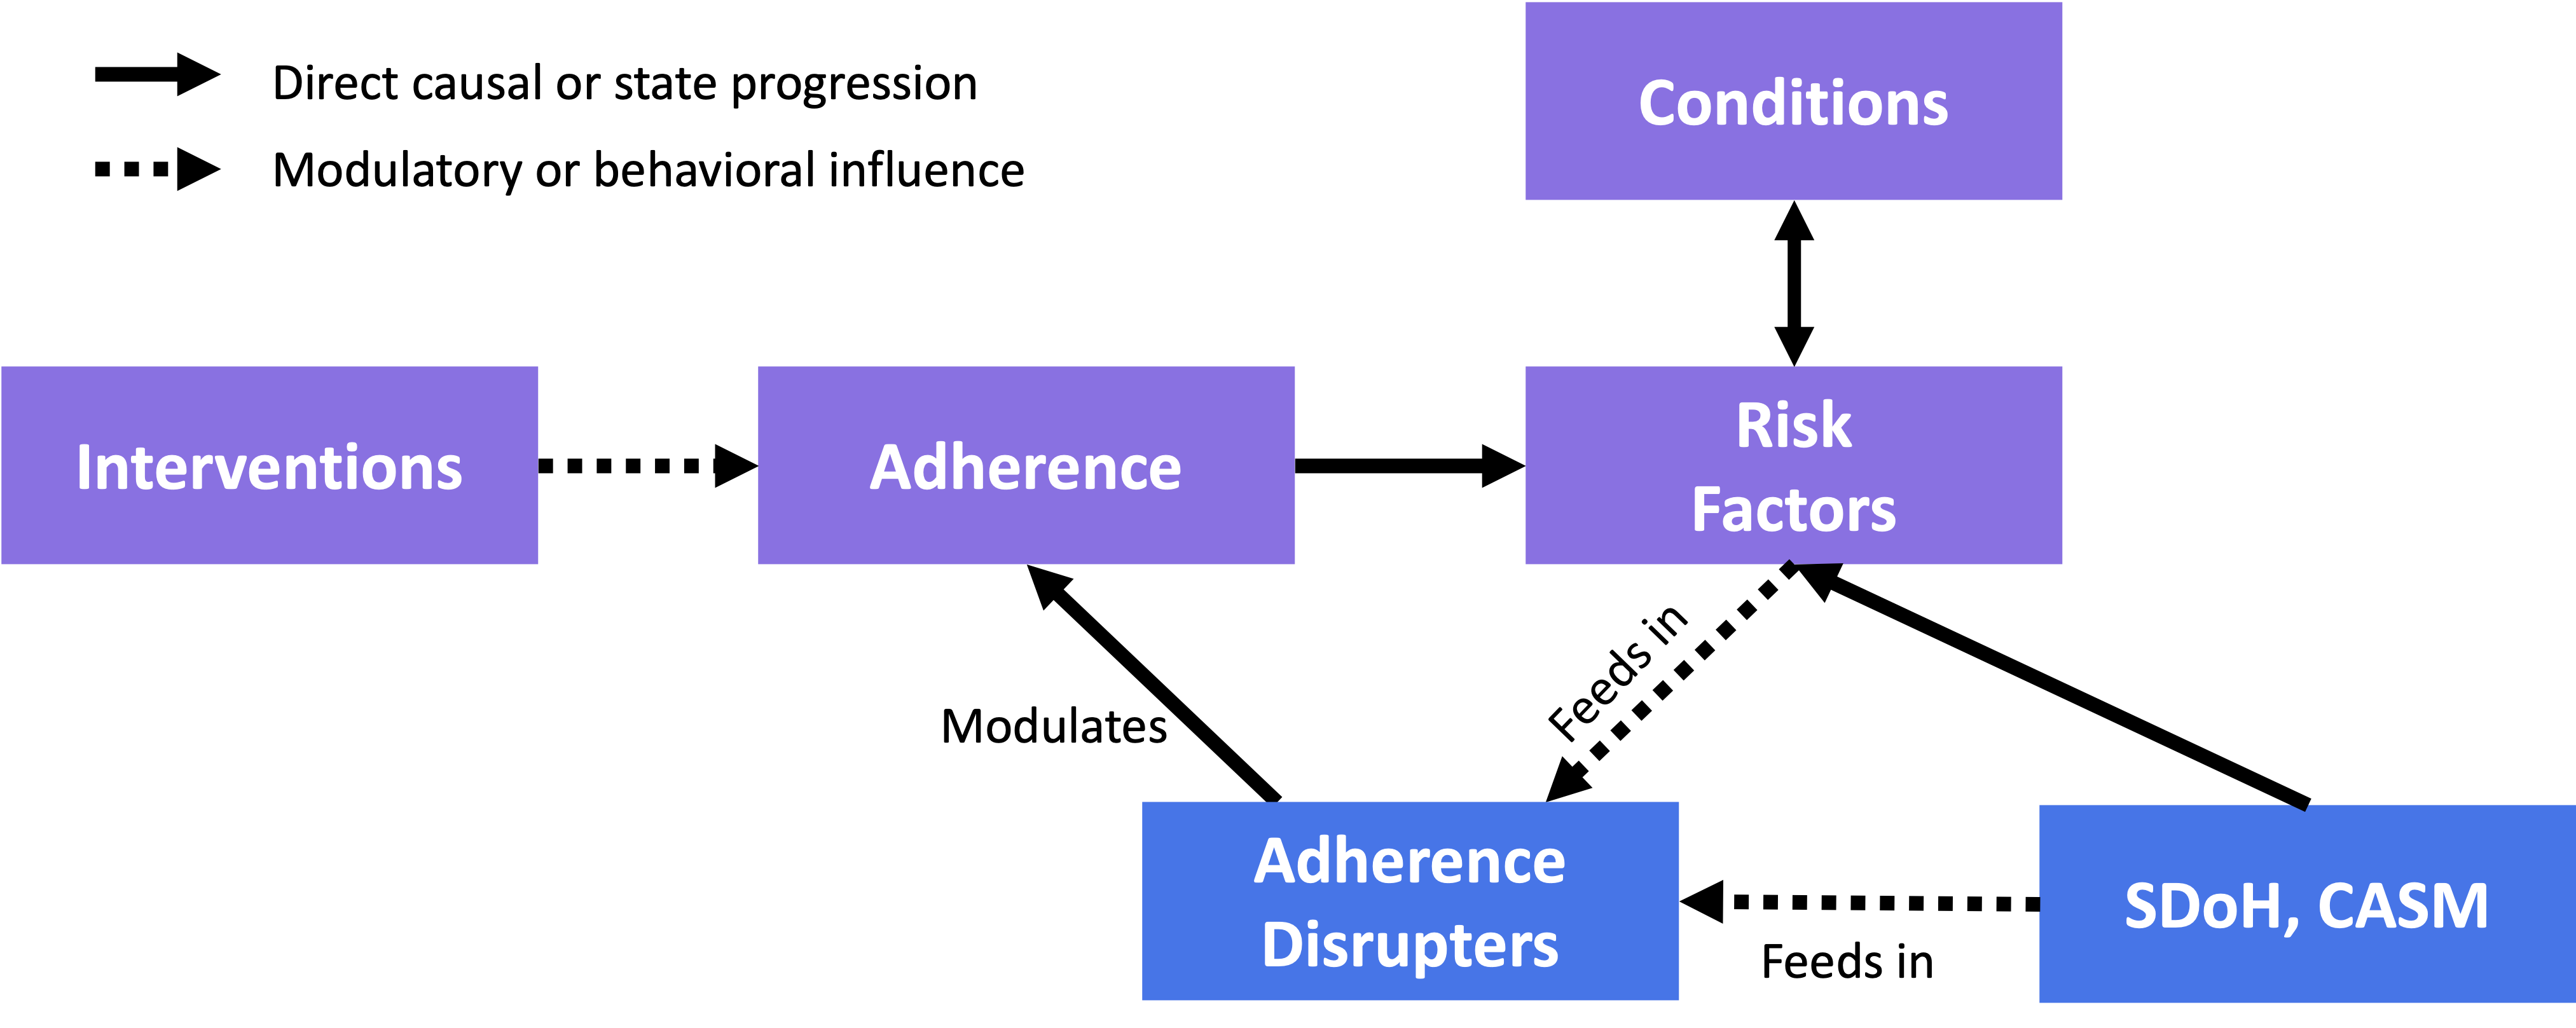 Direct causal or state progression
Modulatory or behavioral influence
Conditions
Interventions
Adherence
Risk
Factors
Feeds in
Modulates
Adherence
Disrupters
SDoH, CASM
Feeds in